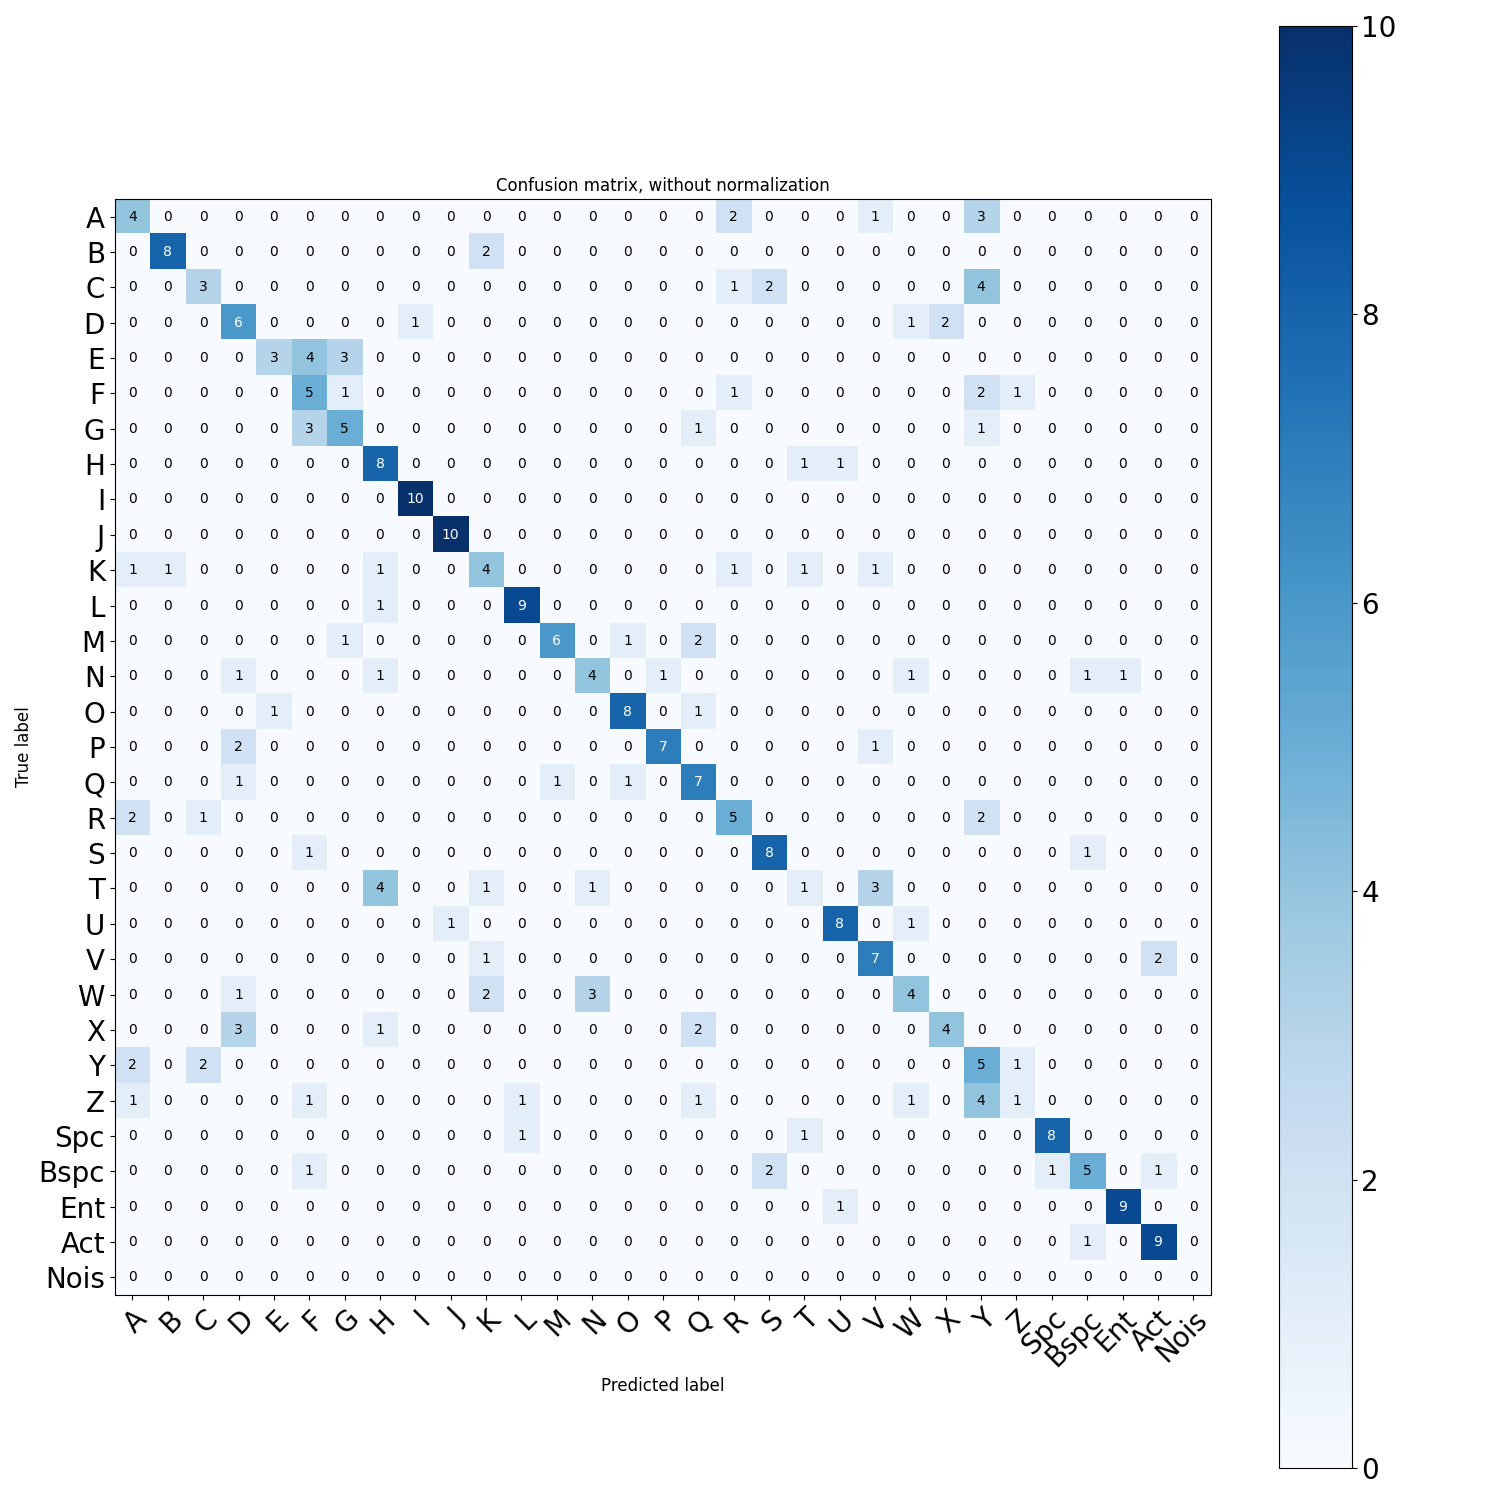 Confusion matrix, without normalization
A 4 0 0 0 0 0 0 0 0 0 0 0 0 0 0 0 0 2 0 0 0 1 0 0 3 0 0 0 0 0 0
B 0 8 0 0 0 0 0 0 0 0 2 0 0 0 0 0 0 0 0 0 0 0 0 0 0 0 0 0 0 0 0
C 0 0 3 0 0 0 0 0 0 0 0 0 0 0 0 0 0 1 2 0 0 0 0 0 4 0 0 0 0 0 0
D 0 0 0 6 0 0 0 0 1 0 0 0 0 0 0 0 0 0 0 0 0 0 1 2 0 0 0 0 0 0 0
E 0 0 0 0 3 4 3 0 0 0 0 0 0 0 0 0 0 0 0 0 0 0 0 0 0 0 0 0 0 0 0
F 0 0 0 0 0 5 1 0 0 0 0 0 0 0 0 0 0 1 0 0 0 0 0 0 2 1 0 0 0 0 0
G 0 0 0 0 0 3 5 0 0 0 0 0 0 0 0 0 1 0 0 0 0 0 0 0 1 0 0 0 0 0 0
H 0 0 0 0 0 0 0 8 0 0 0 0 0 0 0 0 0 0 0 1 1 0 0 0 0 0 0 0 0 0 0
I 0 0 0 0 0 0 0 0 10 0 0 0 0 0 0 0 0 0 0 0 0 0 0 0 0 0 0 0 0 0 0
J 0 0 0 0 0 0 0 0 0 10 0 0 0 0 0 0 0 0 0 0 0 0 0 0 0 0 0 0 0 0 0
K 1 1 0 0 0 0 0 1 0 0 4 0 0 0 0 0 0 1 0 1 0 1 0 0 0 0 0 0 0 0 0
L 0 0 0 0 0 0 0 1 0 0 0 9 0 0 0 0 0 0 0 0 0 0 0 0 0 0 0 0 0 0 0
M 0 0 0 0 0 0 1 0 0 0 0 0 6 0 1 0 2 0 0 0 0 0 0 0 0 0 0 0 0 0 0
N 0 0 0 1 0 0 0 1 0 0 0 0 0 4 0 1 0 0 0 0 0 0 1 0 0 0 0 1 1 0 0
O 0 0 0 0 1 0 0 0 0 0 0 0 0 0 8 0 1 0 0 0 0 0 0 0 0 0 0 0 0 0 0
P 0 0 0 2 0 0 0 0 0 0 0 0 0 0 0 7 0 0 0 0 0 1 0 0 0 0 0 0 0 0 0
Q 0 0 0 1 0 0 0 0 0 0 0 0 1 0 1 0 7 0 0 0 0 0 0 0 0 0 0 0 0 0 0
R 2 0 1 0 0 0 0 0 0 0 0 0 0 0 0 0 0 5 0 0 0 0 0 0 2 0 0 0 0 0 0
S 0 0 0 0 0 1 0 0 0 0 0 0 0 0 0 0 0 0 8 0 0 0 0 0 0 0 0 1 0 0 0
T 0 0 0 0 0 0 0 4 0 0 1 0 0 1 0 0 0 0 0 1 0 3 0 0 0 0 0 0 0 0 0
U 0 0 0 0 0 0 0 0 0 1 0 0 0 0 0 0 0 0 0 0 8 0 1 0 0 0 0 0 0 0 0
V 0 0 0 0 0 0 0 0 0 0 1 0 0 0 0 0 0 0 0 0 0 7 0 0 0 0 0 0 0 2 0
W 0 0 0 1 0 0 0 0 0 0 2 0 0 3 0 0 0 0 0 0 0 0 4 0 0 0 0 0 0 0 0
X 0 0 0 3 0 0 0 1 0 0 0 0 0 0 0 0 2 0 0 0 0 0 0 4 0 0 0 0 0 0 0
Y 2 0 2 0 0 0 0 0 0 0 0 0 0 0 0 0 0 0 0 0 0 0 0 0 5 1 0 0 0 0 0
Z 1 0 0 0 0 1 0 0 0 0 0 1 0 0 0 0 1 0 0 0 0 0 1 0 4 1 0 0 0 0 0
Spc 0 0 0 0 0 0 0 0 0 0 0 1 0 0 0 0 0 0 0 1 0 0 0 0 0 0 8 0 0 0 0
Bspc 0 0 0 0 0 1 0 0 0 0 0 0 0 0 0 0 0 0 2 0 0 0 0 0 0 0 1 5 0 1 0
Ent 0 0 0 0 0 0 0 0 0 0 0 0 0 0 0 0 0 0 0 0 1 0 0 0 0 0 0 0 9 0 0
Act 0 0 0 0 0 0 0 0 0 0 0 0 0 0 0 0 0 0 0 0 0 0 0 0 0 0 0 1 0 9 0
Nois 0 0 0 0 0 0 0 0 0 0 0 0 0 0 0 0 0 0 0 0 0 0 0 0 0 0 0 0 0 0 0
A B C D E F G H I J K L M N O P Q R S T U V W X Y Z Spc Bspc Ent Act Nois
Predicted label
True label
10
8
6
4
2
0